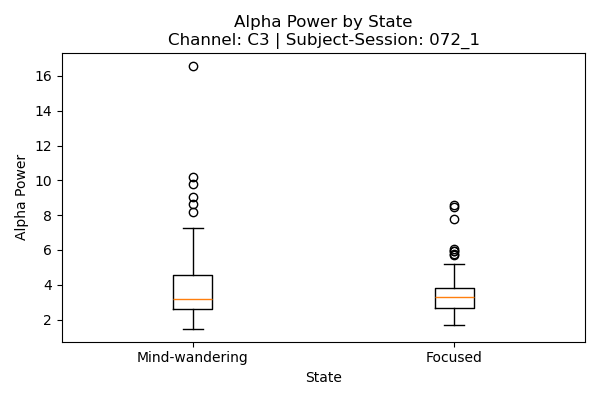 Alpha Power by State
Channel: C3 | Subject-Session: 072_1
16
14
12
10
8
6
4
2
Alpha Power
Mind-wandering
Focused
State